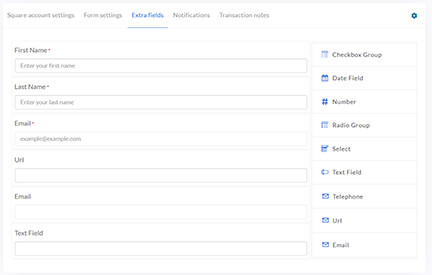 Square account settings Form settings Extra fields Notifications Transaction notes
First Name*
Enter your first name
Last Name*
Enter your last name
Email*
example@example.com
Url
Email
Text Field
Checkbox Group
Date Field
Number
Radio Group
Select
Text Field
Telephone
Url
Email